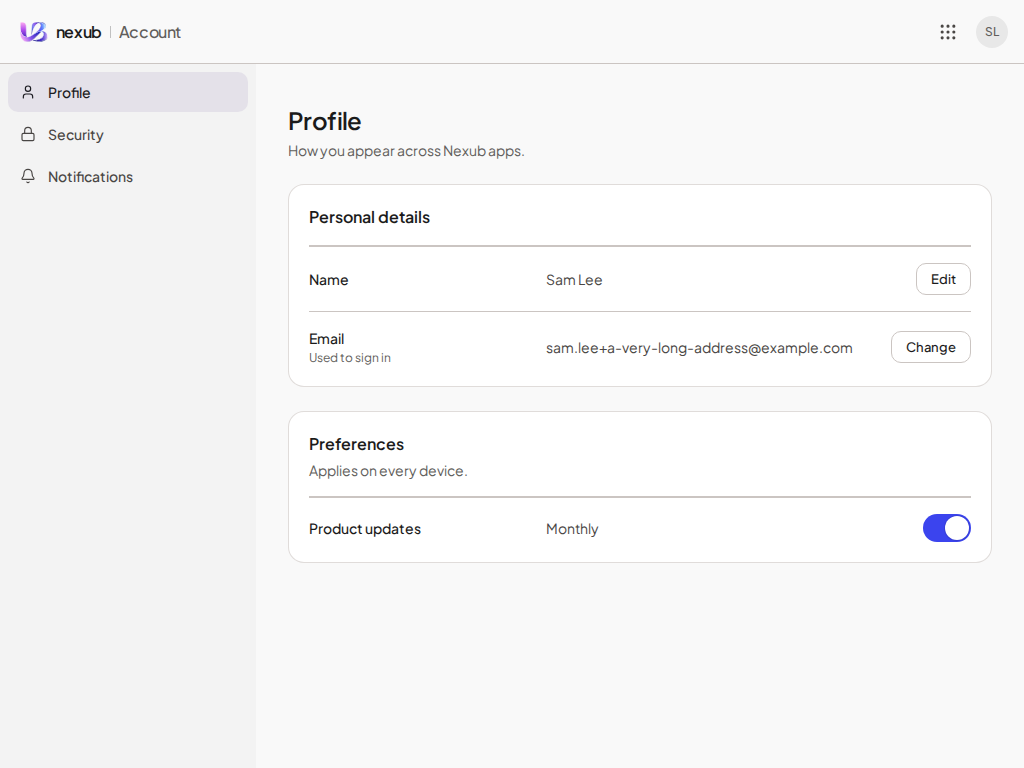 nexub | Account
SL
Profile
Security
Notifications
Profile
How you appear across Nexub apps.
Personal details
Name
Sam Lee
Edit
Email
Used to sign in
sam.lee+a-very-long-address@example.com
Change
Preferences
Applies on every device.
Product updates
Monthly